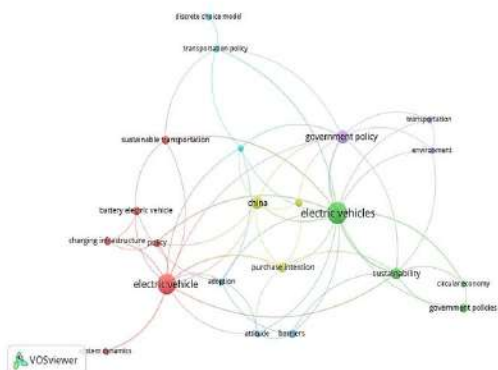 discrete choice model
transportation policy
transportation
government policy
sustainable transportation
environment
china
battery electric vehicle
electric vehicles
charging infrastructure
policy
purchase intention
sustainability
adoption
electric vehicle
circular economy
government policies
attitude
barriers
dynamics
VOSviewer